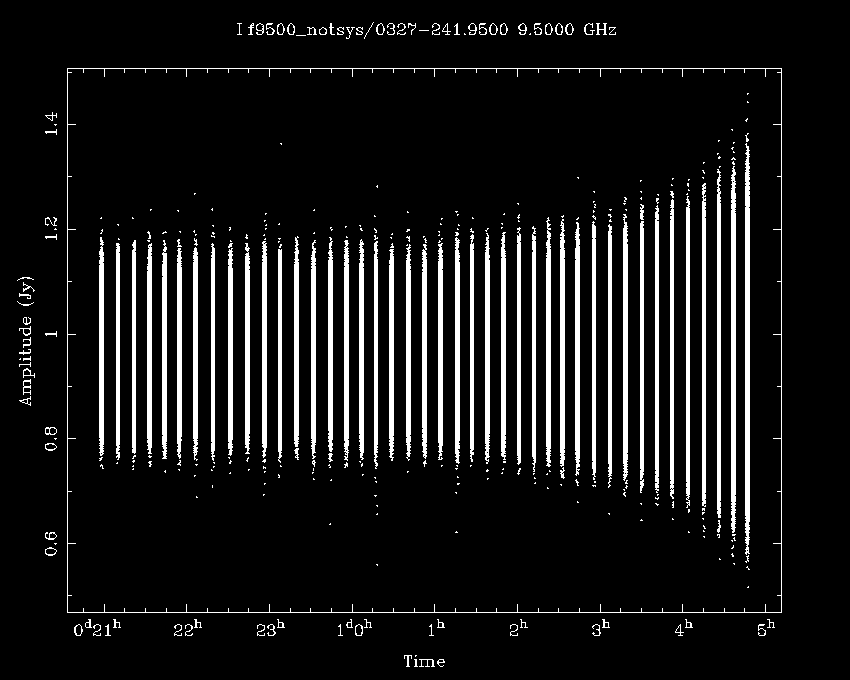 If9500_notsys/0327-241.9500 9.5000 GHz
1.4
1.2
1
0.8
0.6
Amplitude (Jy)
0ᵈ21ʰ 22ʰ 23ʰ 1ᵈ0ʰ 1ʰ 2ʰ 3ʰ 4ʰ 5ʰ
Time